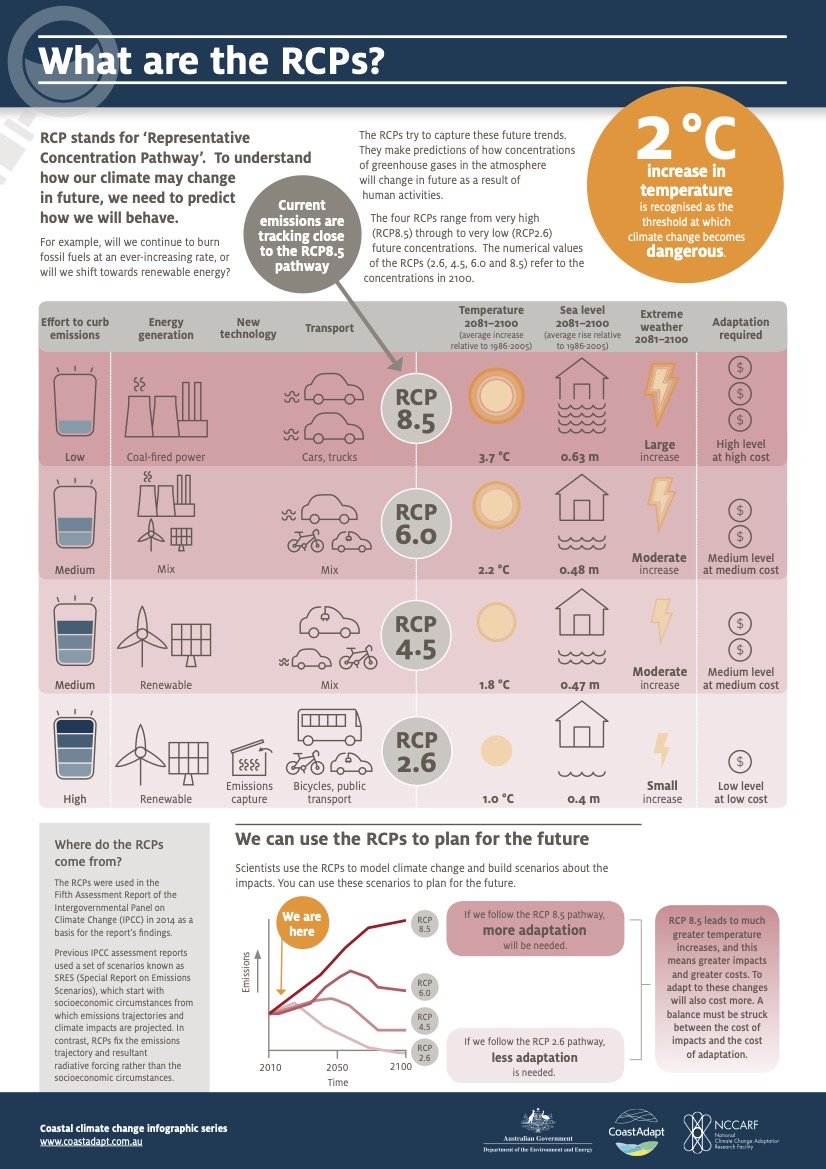 What are the RCPs?
RCP stands for ‘Representative
Concentration Pathway’. To understand
how our climate may change
in future, we need to predict
how we will behave.
For example, will we continue to burn
fossil fuels at an ever-increasing rate, or
will we shift towards renewable energy?
Current
emissions are
tracking close
to the RCP8.5
pathway
The RCPs try to capture these future trends.
They make predictions of how concentrations
of greenhouse gases in the atmosphere
will change in future as a result of
human activities.
The four RCPs range from very high
(RCP8.5) through to very low (RCP2.6)
future concentrations. The numerical values
of the RCPs (2.6, 4.5, 6.0 and 8.5) refer to the
concentrations in 2100.
2 °C
increase in
temperature
is recognised as the
threshold at which
climate change becomes
dangerous.
Effort to curb
emissions
Energy
generation
New
technology
Transport
Temperature
2081–2100
(average increase
relative to 1986-2005)
Sea level
2081–2100
(average rise relative
to 1986-2005)
Extreme
weather
2081–2100
Adaptation
required
Low
Coal-fired power
Cars, trucks
RCP
8.5
3.7 °C
0.63 m
Large
increase
$
$
$
High level
at high cost
Medium
Mix
Mix
RCP
6.0
2.2 °C
0.48 m
Moderate
increase
$
$
Medium level
at medium cost
Medium
Renewable
Mix
RCP
4.5
1.8 °C
0.47 m
Moderate
increase
$
$
Medium level
at medium cost
High
Renewable
Emissions
capture
Bicycles, public
transport
RCP
2.6
1.0 °C
0.4 m
Small
increase
$
Low level
at low cost
Where do the RCPs
come from?
The RCPs were used in the
Fifth Assessment Report of the
Intergovernmental Panel on
Climate Change (IPCC) in 2014 as a
basis for the report’s findings.
Previous IPCC assessment reports
used a set of scenarios known as
SRES (Special Report on Emissions
Scenarios), which start with
socioeconomic circumstances from
which emissions trajectories and
climate impacts are projected. In
contrast, RCPs fix the emissions
trajectory and resultant
radiative forcing rather than the
socioeconomic circumstances.
We can use the RCPs to plan for the future
Scientists use the RCPs to model climate change and build scenarios about the
impacts. You can use these scenarios to plan for the future.
We are
here
Emissions
RCP
8.5
RCP
6.0
RCP
4.5
RCP
2.6
2010
2050
2100
Time
If we follow the RCP 8.5 pathway,
more adaptation
will be needed.
If we follow the RCP 2.6 pathway,
less adaptation
is needed.
RCP 8.5 leads to much
greater temperature
increases, and this
means greater impacts
and greater costs. To
adapt to these changes
will also cost more. A
balance must be struck
between the cost of
impacts and the cost
of adaptation.
Coastal climate change infographic series
www.coastadapt.com.au
Australian Government
Department of the Environment and Energy
CoastAdapt
NCCARF
National
Climate Change Adaptation
Research Facility